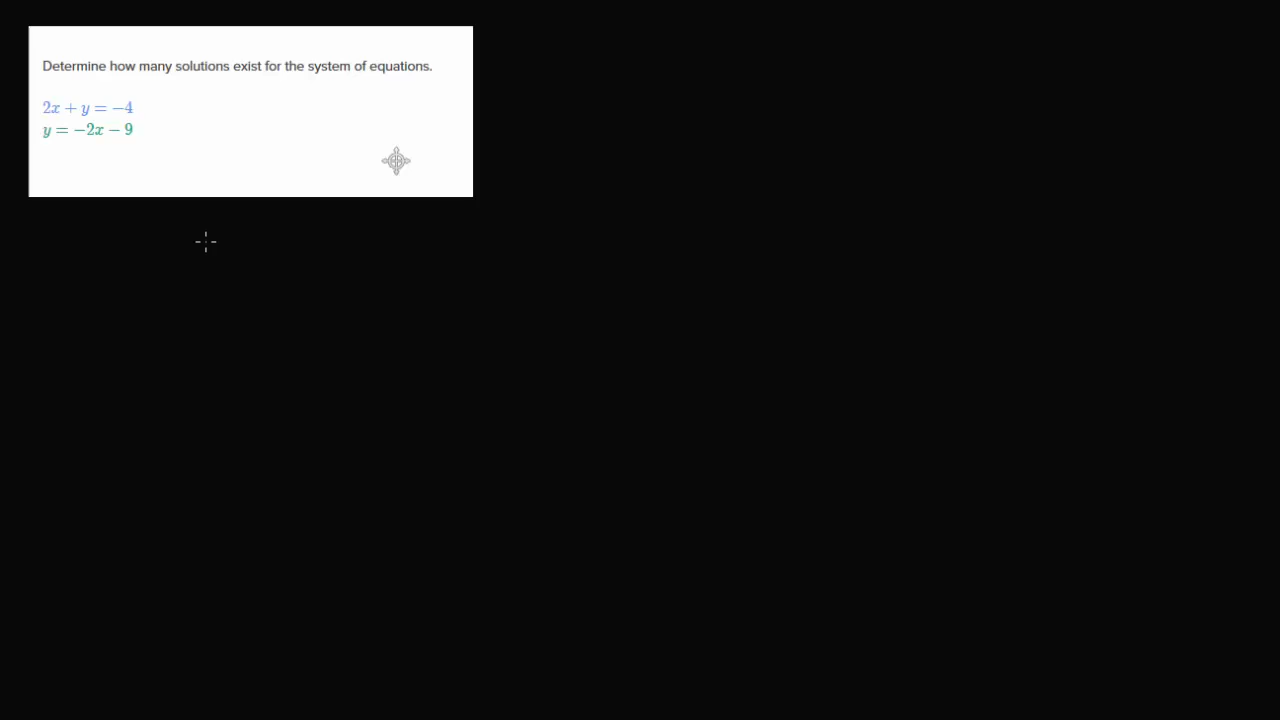 Determine how many solutions exist for the system of equations.
2x + y = −4
y = −2x − 9